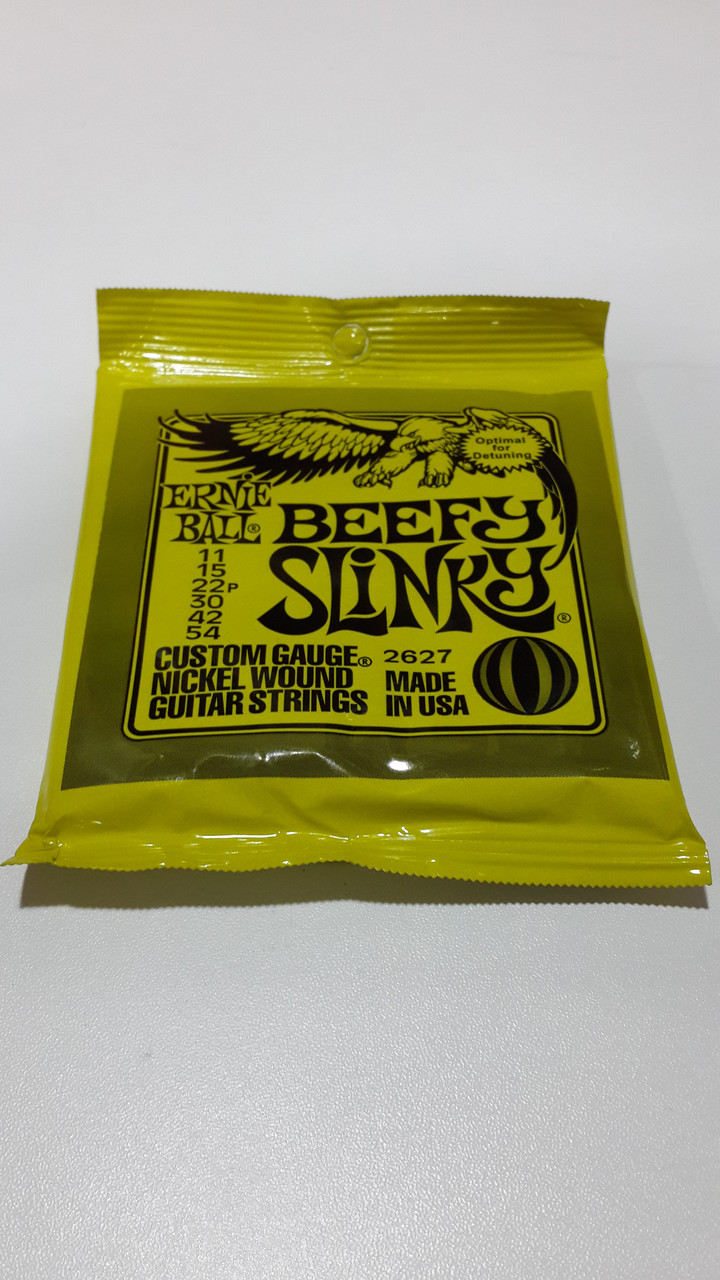 Optimal
for
Detuning
ERNiE
BALL®
BEEFY
SLiNKY®
11
15
22P
30
42
54
CUSTOM GAUGE®
NICKEL WOUND
GUITAR STRINGS
2627
MADE
IN USA